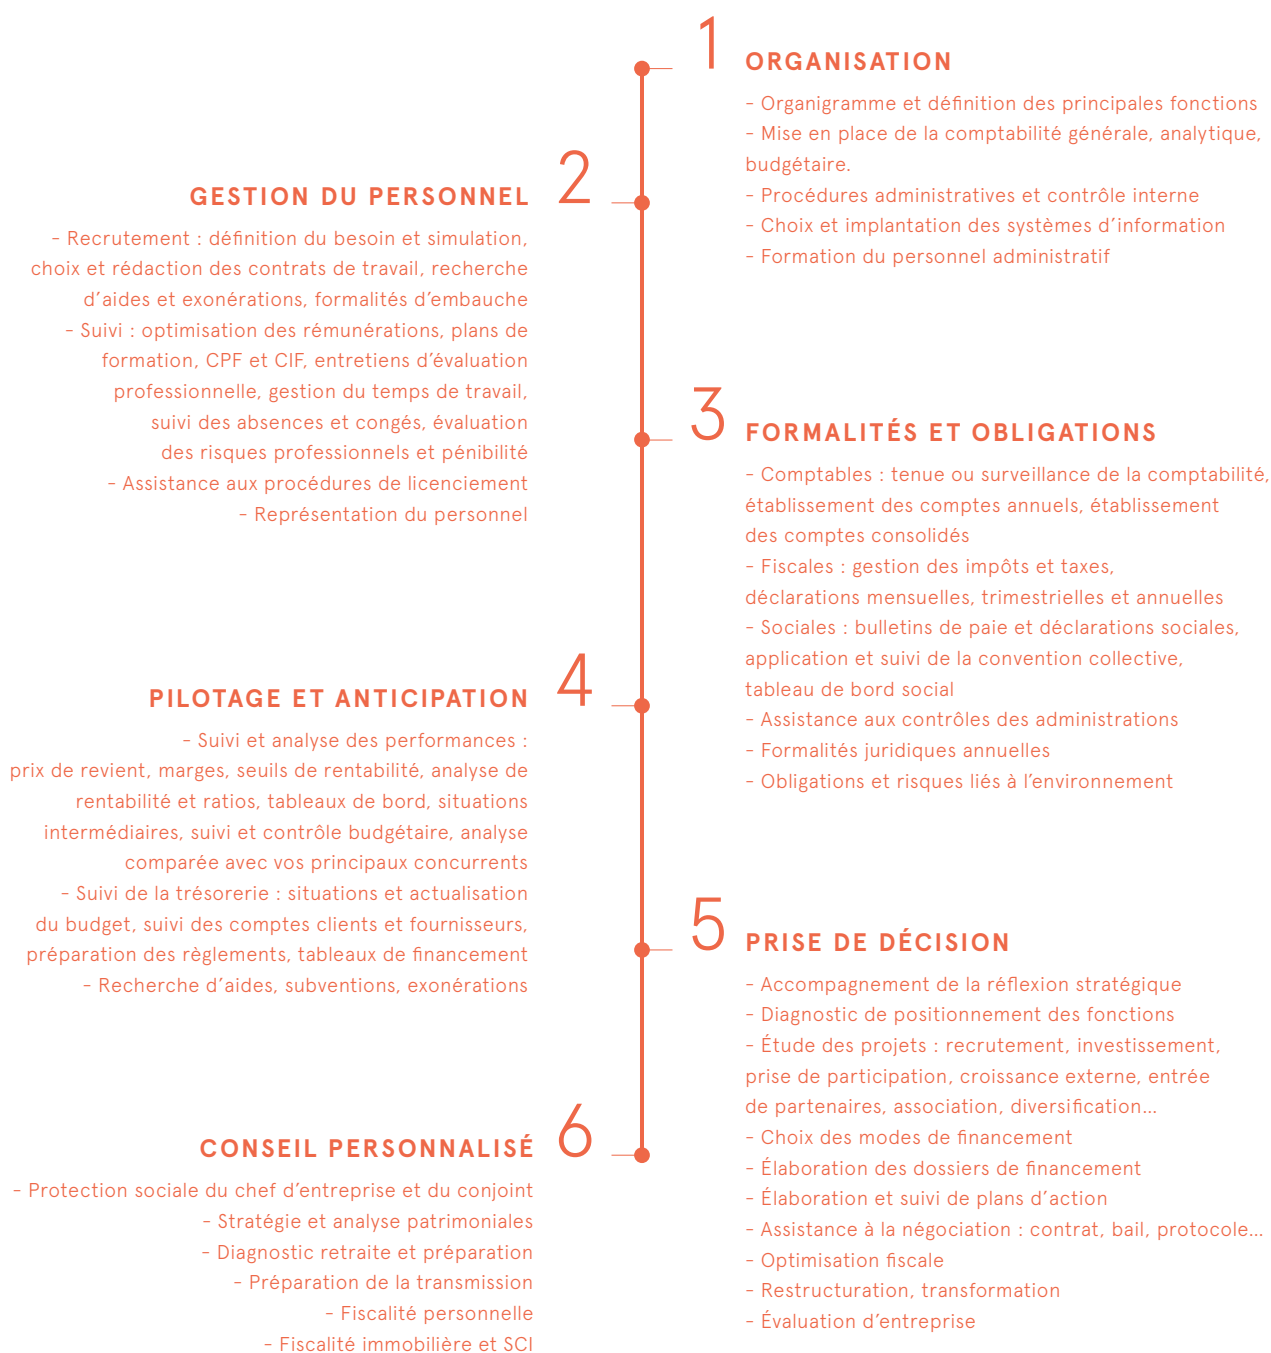 1
ORGANISATION
- Organigramme et définition des principales fonctions
- Mise en place de la comptabilité générale, analytique,
budgétaire.
- Procédures administratives et contrôle interne
- Choix et implantation des systèmes d’information
- Formation du personnel administratif
2
GESTION DU PERSONNEL
- Recrutement : définition du besoin et simulation,
choix et rédaction des contrats de travail, recherche
d’aides et exonérations, formalités d’embauche
- Suivi : optimisation des rémunérations, plans de
formation, CPF et CIF, entretiens d’évaluation
professionnelle, gestion du temps de travail,
suivi des absences et congés, évaluation
des risques professionnels et pénibilité
- Assistance aux procédures de licenciement
- Représentation du personnel
3
FORMALITÉS ET OBLIGATIONS
- Comptables : tenue ou surveillance de la comptabilité,
établissement des comptes annuels, établissement
des comptes consolidés
- Fiscales : gestion des impôts et taxes,
déclarations mensuelles, trimestrielles et annuelles
- Sociales : bulletins de paie et déclarations sociales,
application et suivi de la convention collective,
tableau de bord social
- Assistance aux contrôles des administrations
- Formalités juridiques annuelles
- Obligations et risques liés à l’environnement
4
PILOTAGE ET ANTICIPATION
- Suivi et analyse des performances :
prix de revient, marges, seuils de rentabilité, analyse de
rentabilité et ratios, tableaux de bord, situations
intermédiaires, suivi et contrôle budgétaire, analyse
comparée avec vos principaux concurrents
- Suivi de la trésorerie : situations et actualisation
du budget, suivi des comptes clients et fournisseurs,
préparation des règlements, tableaux de financement
- Recherche d’aides, subventions, exonérations
5
PRISE DE DÉCISION
- Accompagnement de la réflexion stratégique
- Diagnostic de positionnement des fonctions
- Étude des projets : recrutement, investissement,
prise de participation, croissance externe, entrée
de partenaires, association, diversification…
- Choix des modes de financement
- Élaboration des dossiers de financement
- Élaboration et suivi de plans d’action
- Assistance à la négociation : contrat, bail, protocole…
- Optimisation fiscale
- Restructuration, transformation
- Évaluation d’entreprise
6
CONSEIL PERSONNALISÉ
- Protection sociale du chef d’entreprise et du conjoint
- Stratégie et analyse patrimoniales
- Diagnostic retraite et préparation
- Préparation de la transmission
- Fiscalité personnelle
- Fiscalité immobilière et SCI